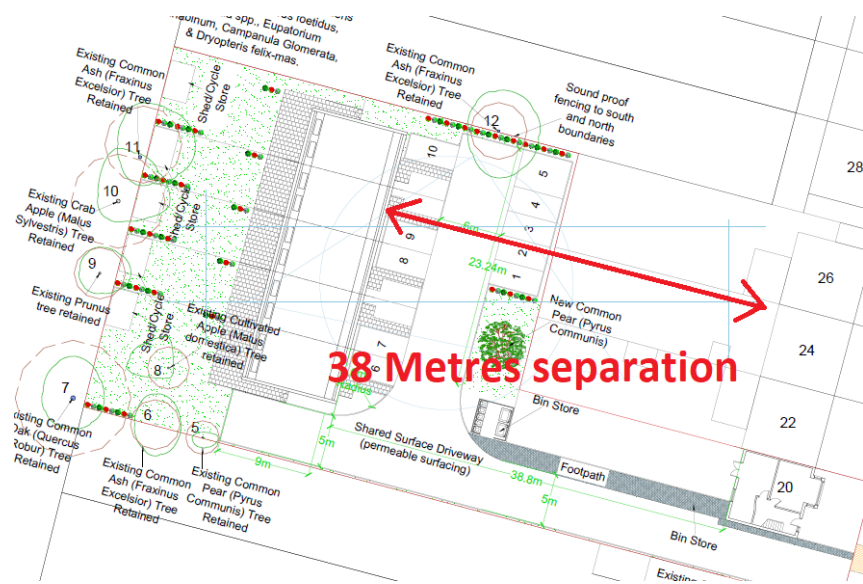 spp., Eupatorium
Campanula Glomerata,
& Dryopteris felix-mas.
Existing Common
Ash (Fraxinus
Excelsior) Tree
Retained
Shed/Cycle
Store
Existing Common
Ash (Fraxinus
Excelsior) Tree
Retained
Sound proof
fencing to south
and north
boundaries
12
11
10
10
28
5
4
3
2
1
Existing Crab
Apple (Malus
Sylvestris) Tree
Retained
Shed/Cycle
Store
9
9
8
6m
23.24m
26
Existing Prunus
tree retained
Shed/Cycle
Store
Existing Cultivated
Apple (Malus
domestica) Tree
retained
New Common
Pear (Pyrus
Communis)
24
38 Metres separation
7
6
radius
8
7
6
5
22
Bin Store
Existing Common
Oak (Quercus
Robur) Tree
Retained
Shared Surface Driveway
(permeable surfacing)
5m
9m
38.8m
5m
Footpath
20
Existing Common
Ash (Fraxinus
Excelsior) Tree
Retained
Existing Common
Pear (Pyrus
Communis) Tree
Retained
Bin Store